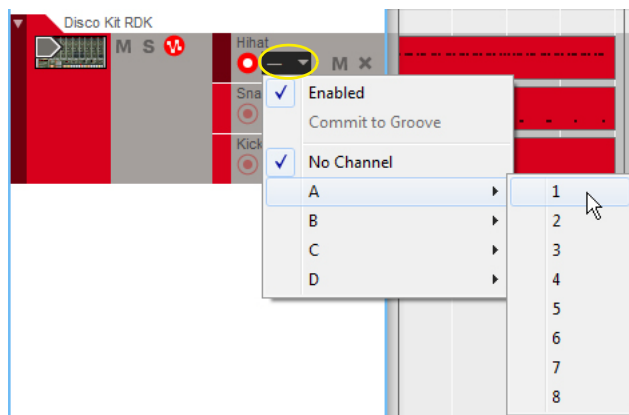 Disco Kit RDK
M S
Hihat
M
Sna
Kick
Enabled
Commit to Groove
No Channel
A
B
C
D
1
2
3
4
5
6
7
8